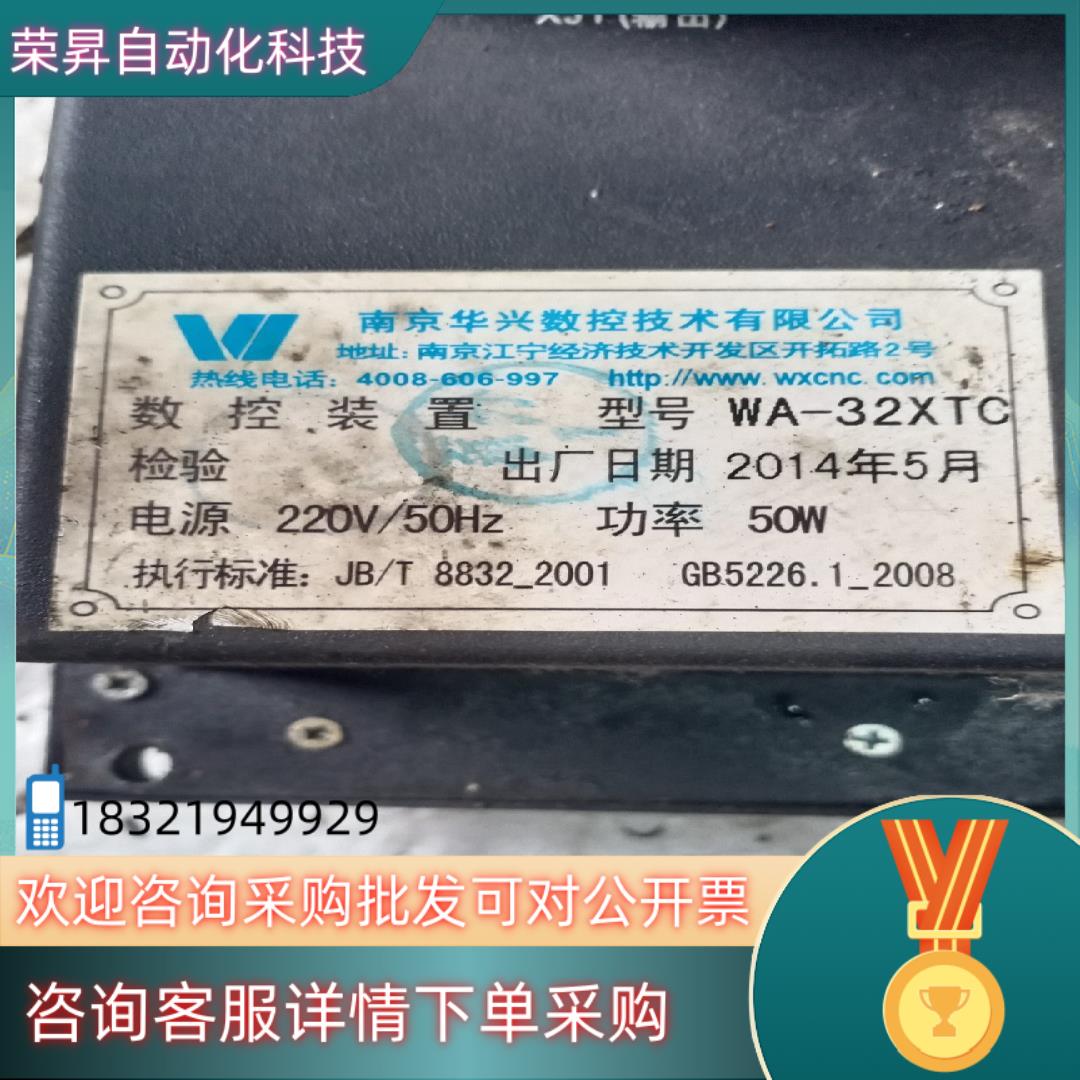 荣昇自动化科技
XS1(输出)
南京华兴数控技术有限公司
地址:南京江宁经济技术开发区开拓路2号
热线电话:4008-606-997 http://www.wxcnc.com
数控装置 型号 WA-32XTC
检验 出厂日期 2014年5月
电源 220V/50Hz 功率 50W
执行标准:JB/T 8832_2001 GB5226.1_2008
18321949929
欢迎咨询采购批发可对公开票
咨询客服详情下单采购